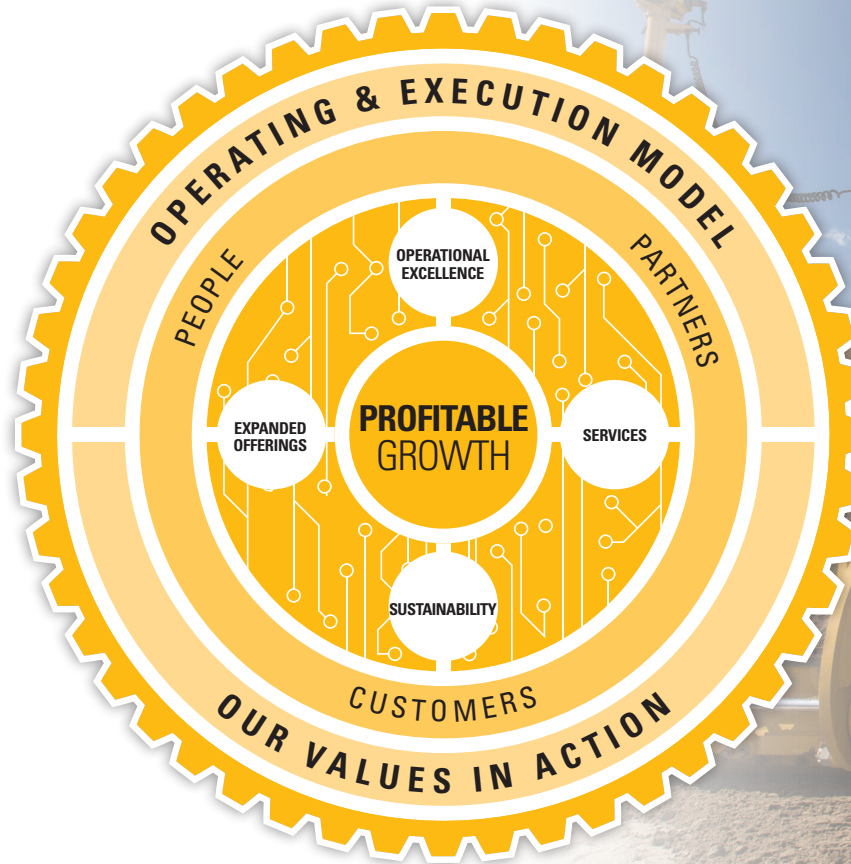 OPERATING & EXECUTION MODEL
PEOPLE
PARTNERS
OPERATIONAL
EXCELLENCE
EXPANDED
OFFERINGS
PROFITABLE
GROWTH
SERVICES
SUSTAINABILITY
CUSTOMERS
OUR VALUES IN ACTION